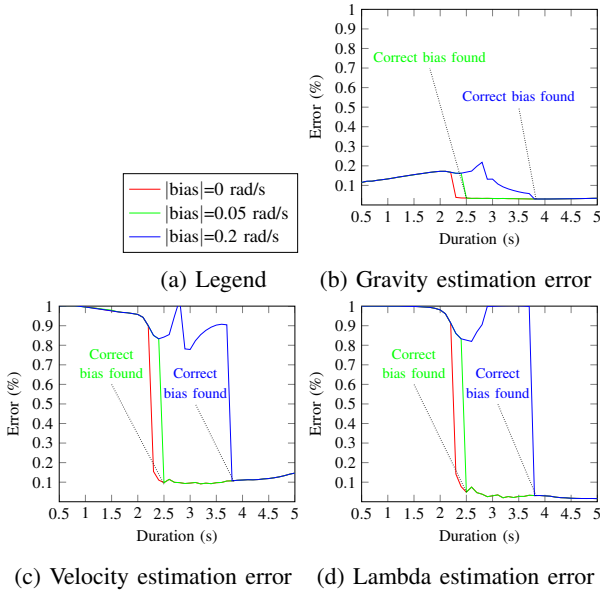 |bias|=0 rad/s
|bias|=0.05 rad/s
|bias|=0.2 rad/s
(a) Legend
1
0.9
0.8
0.7
0.6
0.5
0.4
0.3
0.2
0.1
Error (%)
Correct bias found
Correct bias found
0.5 1 1.5 2 2.5 3 3.5 4 4.5 5
Duration (s)
(b) Gravity estimation error
1
0.9
0.8
0.7
0.6
0.5
0.4
0.3
0.2
0.1
Error (%)
Correct
bias found
Correct
bias found
0.5 1 1.5 2 2.5 3 3.5 4 4.5 5
Duration (s)
(c) Velocity estimation error
1
0.9
0.8
0.7
0.6
0.5
0.4
0.3
0.2
0.1
Error (%)
Correct
bias found
Correct
bias found
0.5 1 1.5 2 2.5 3 3.5 4 4.5 5
Duration (s)
(d) Lambda estimation error